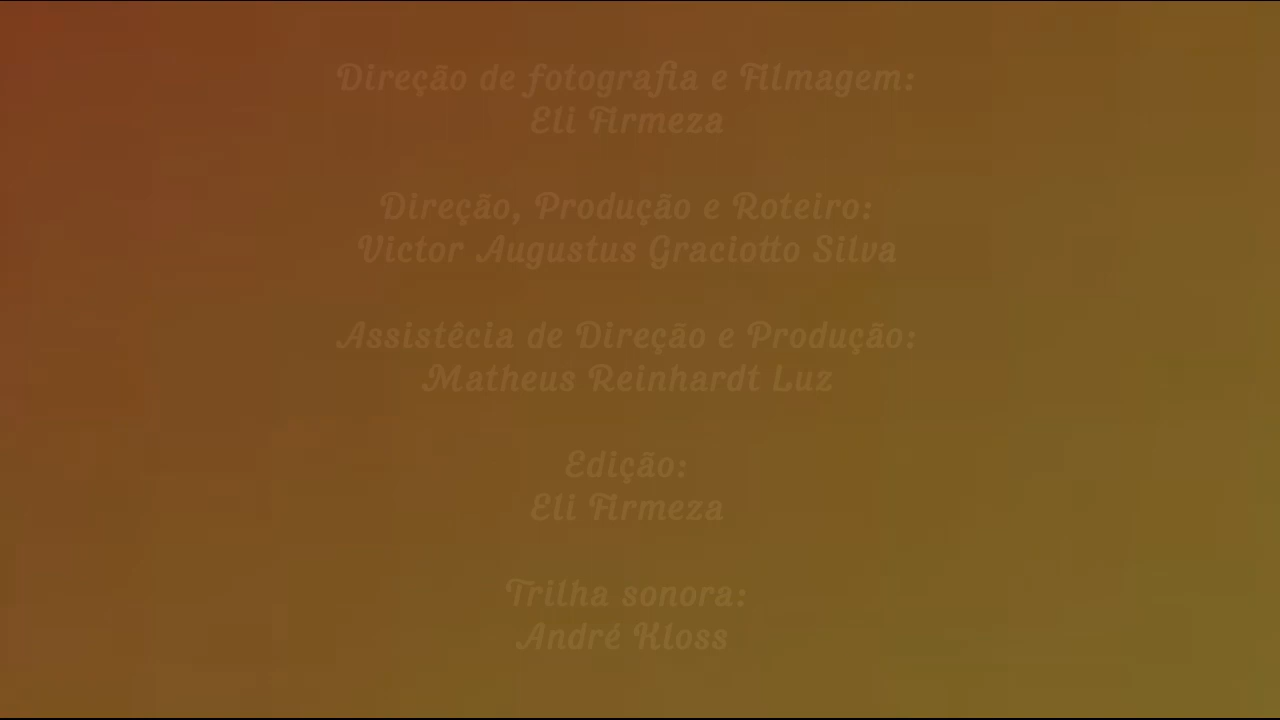 Direção de fotografia e Filmagem:
Eli Firmeza
Direção, Produção e Roteiro:
Victor Augustus Graciotto Silva
Assistêcia de Direção e Produção:
Matheus Reinhardt Luz
Edição:
Eli Firmeza
Trilha sonora:
André Kloss